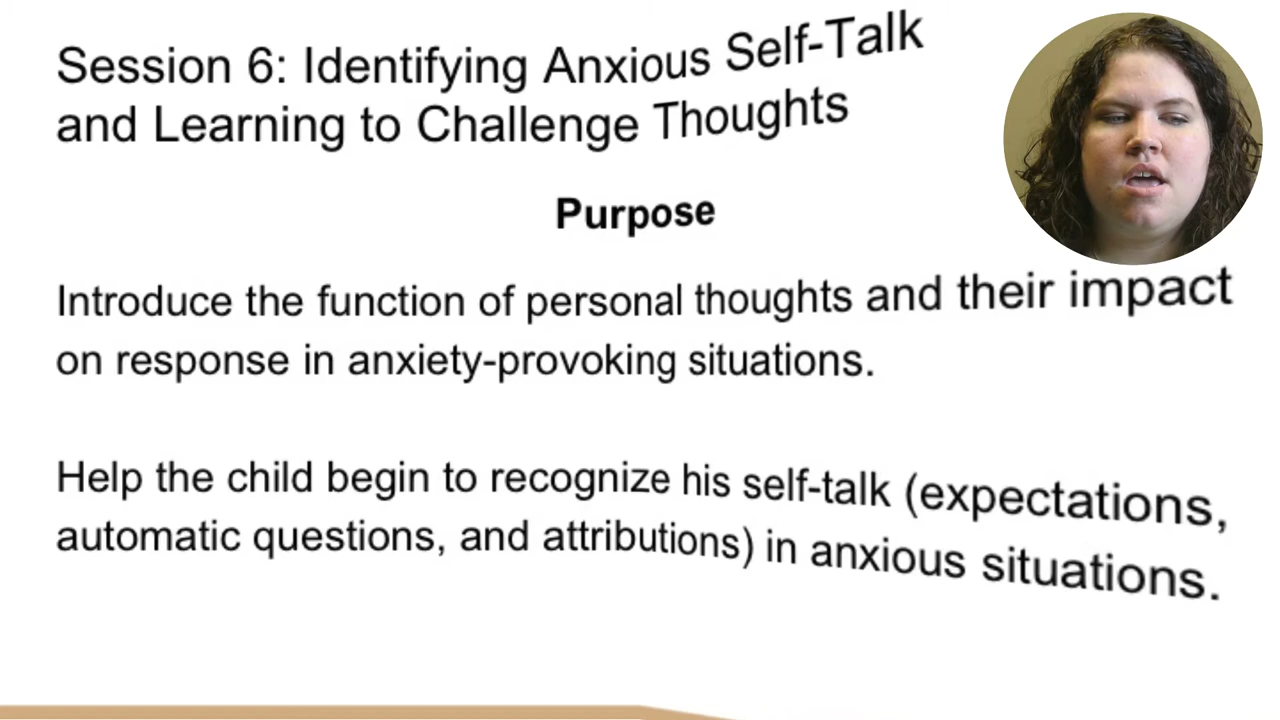 Session 6: Identifying Anxious Self-Talk
and Learning to Challenge Thoughts
Purpose
Introduce the function of personal thoughts and their impact
on response in anxiety-provoking situations.
Help the child begin to recognize his self-talk (expectations,
automatic questions, and attributions) in anxious situations.